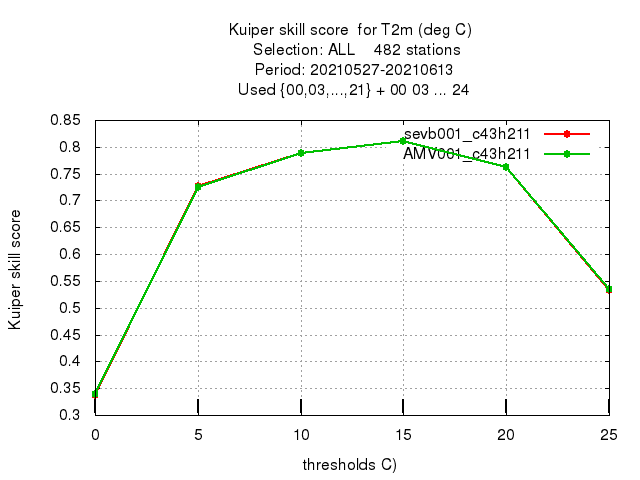 Kuiper skill score  for T2m (deg C)
Selection: ALL    482 stations
Period: 20210527-20210613
Used {00,03,...,21} + 00 03 ... 24
0.85
0.8
0.75
0.7
0.65
0.6
0.55
0.5
0.45
0.4
0.35
0.3
Kuiper skill score
sevb001_c43h211
AMV001_c43h211
0 5 10 15 20 25
thresholds C)